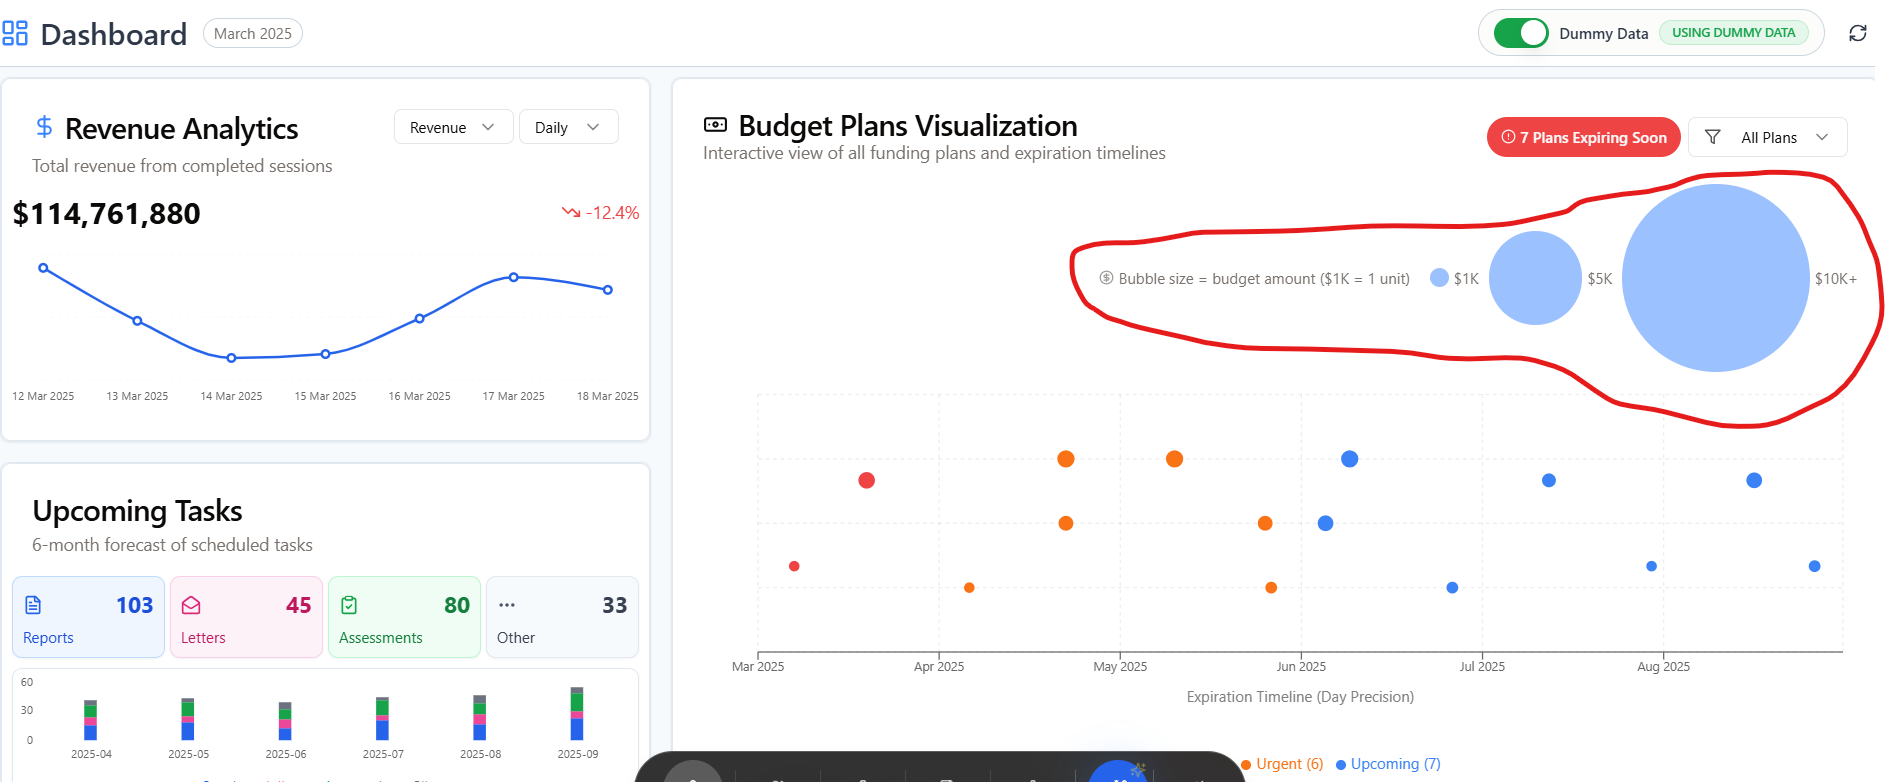 Dashboard
March 2025
Dummy Data
USING DUMMY DATA
Revenue Analytics
Revenue
Daily
Total revenue from completed sessions
$114,761,880
-12.4%
12 Mar 2025
13 Mar 2025
14 Mar 2025
15 Mar 2025
16 Mar 2025
17 Mar 2025
18 Mar 2025
Upcoming Tasks
6-month forecast of scheduled tasks
103
Reports
45
Letters
80
Assessments
33
Other
60
30
0
2025-04
2025-05
2025-06
2025-07
2025-08
2025-09
Budget Plans Visualization
Interactive view of all funding plans and expiration timelines
7 Plans Expiring Soon
All Plans
Bubble size = budget amount ($1K = 1 unit)
$1K
$5K
$10K+
Mar 2025
Apr 2025
May 2025
Jun 2025
Jul 2025
Aug 2025
Expiration Timeline (Day Precision)
Urgent (6)
Upcoming (7)